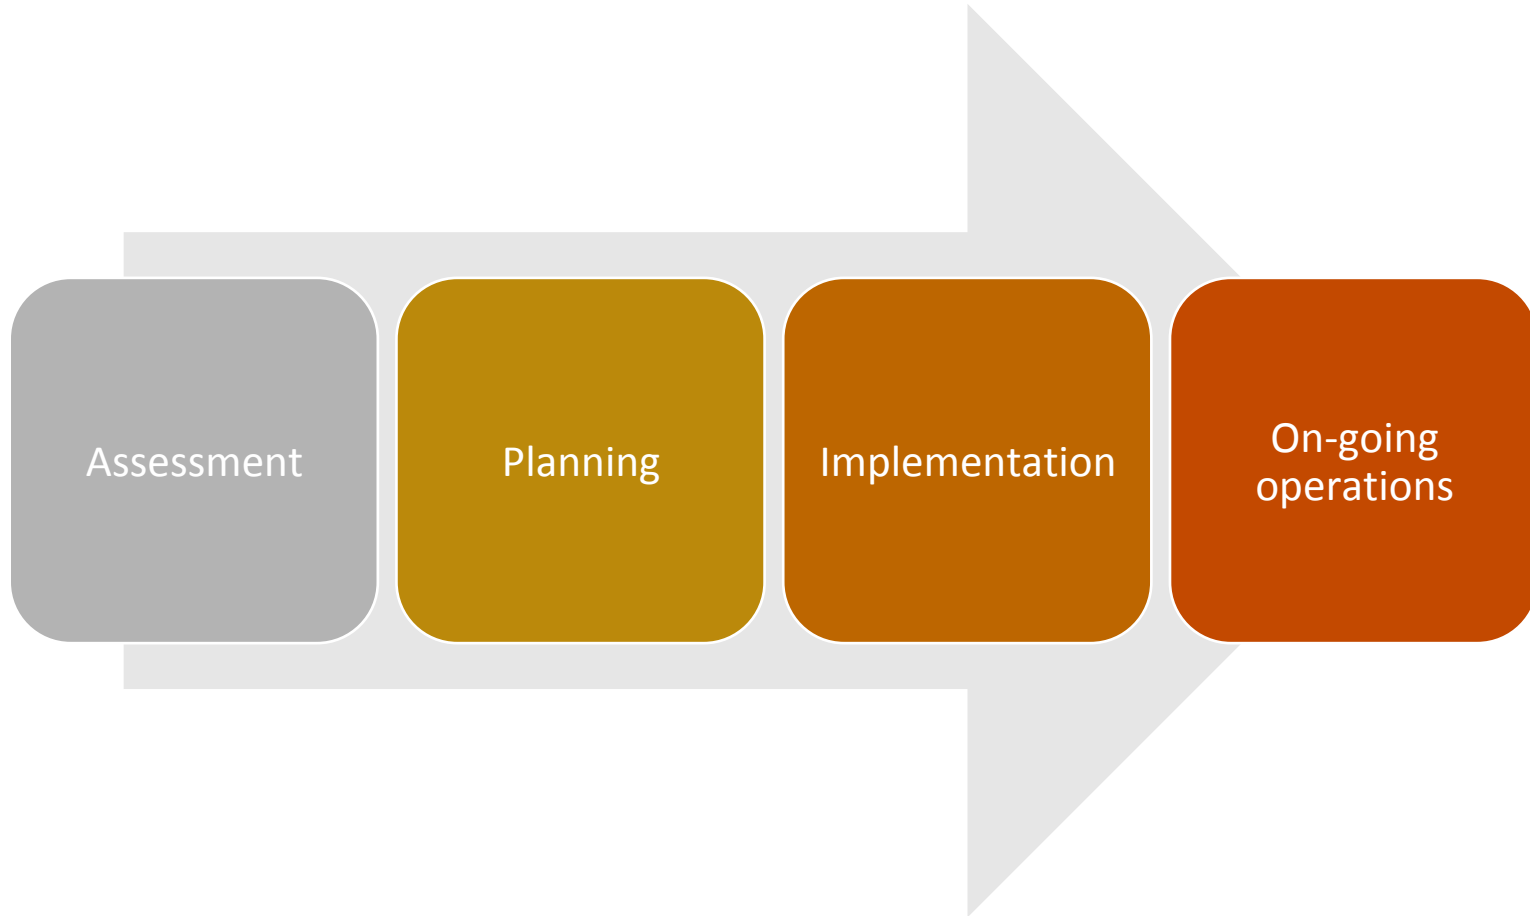 Assessment
Planning
Implementation
On-going
operations